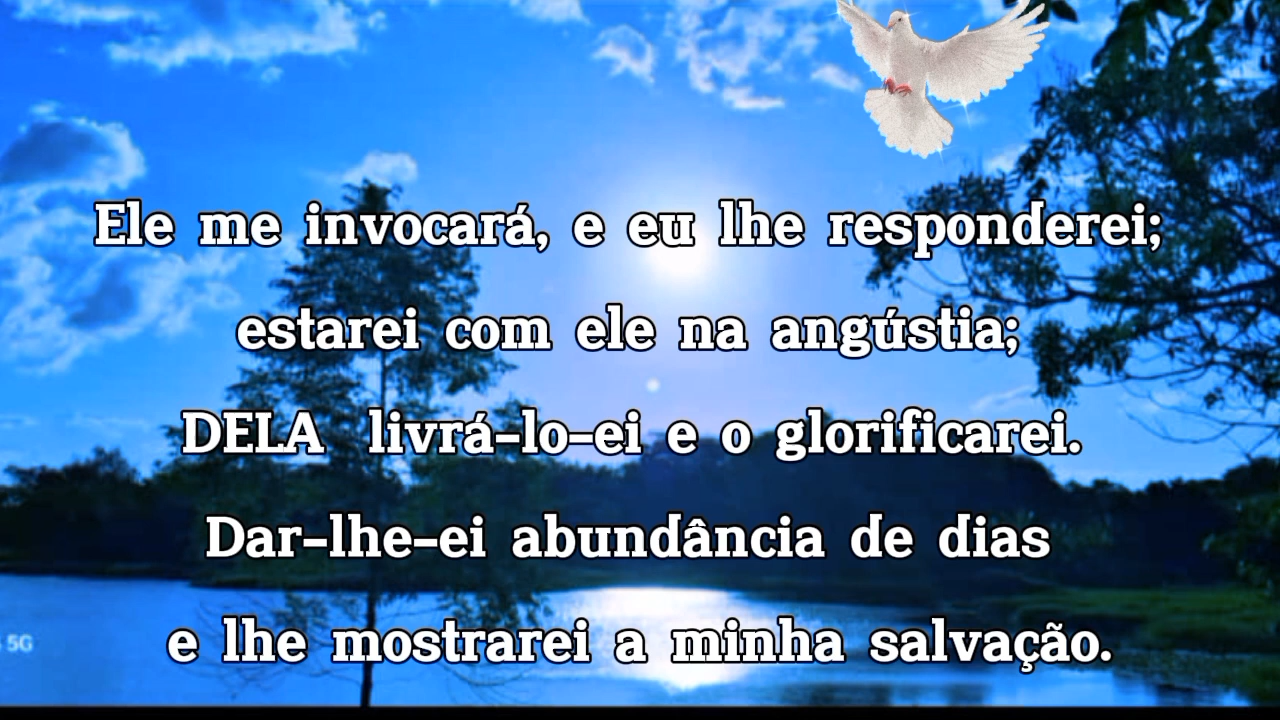 Ele me invocará, e eu lhe responderei;
estarei com ele na angústia;
DELA livrá-lo-ei e o glorificarei.
Dar-lhe-ei abundância de dias
e lhe mostrarei a minha salvação.
5G